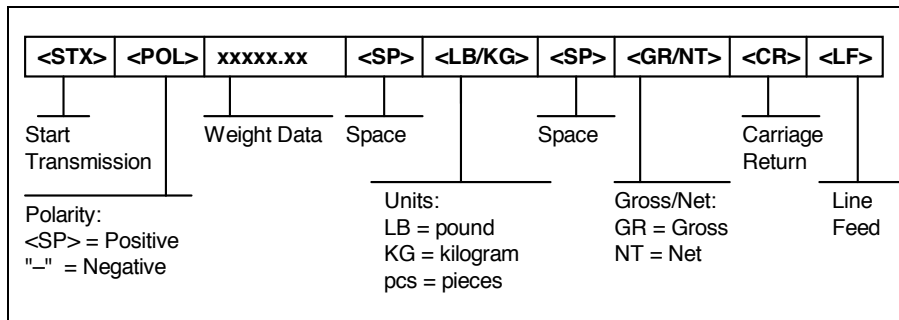 <STX> <POL> xxxxx.xx <SP> <LB/KG> <SP> <GR/NT> <CR> <LF>
Start
Transmission
Weight Data
Space
Space
Carriage
Return
Polarity:
<SP> = Positive
"–" = Negative
Units:
LB = pound
KG = kilogram
pcs = pieces
Gross/Net:
GR = Gross
NT = Net
Line
Feed